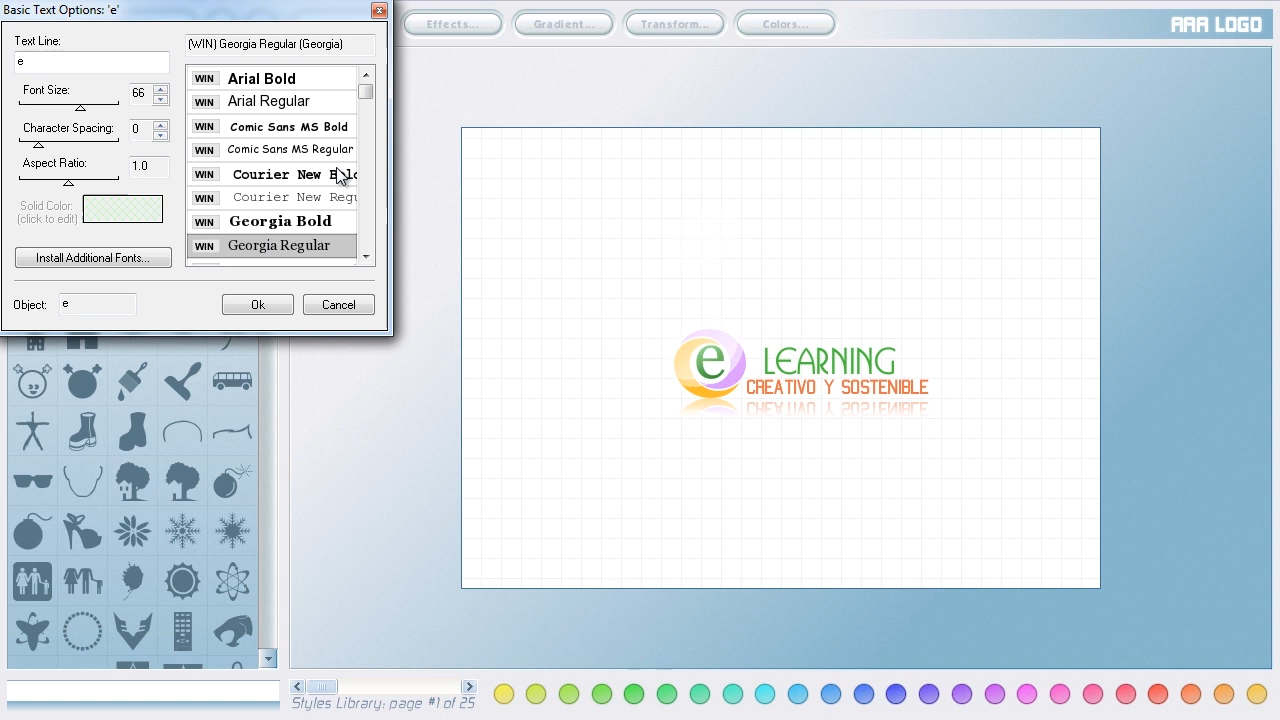 Basic Text Options: 'e'
Text Line:
e
Font Size:
66
Character Spacing:
0
Aspect Ratio:
1.0
Solid Color:
(click to edit)
Install Additional Fonts...
(WIN) Georgia Regular (Georgia)
WIN Arial Bold
WIN Arial Regular
WIN Comic Sans MS Bold
WIN Comic Sans MS Regular
WIN Courier New Bold
WIN Courier New Regu
WIN Georgia Bold
WIN Georgia Regular
Object: e
Ok
Cancel
Effects...
Gradient...
Transform...
Colors...
AAA LOGO
e LEARNING
CREATIVO Y SOSTENIBLE
Styles Library: page #1 of 25